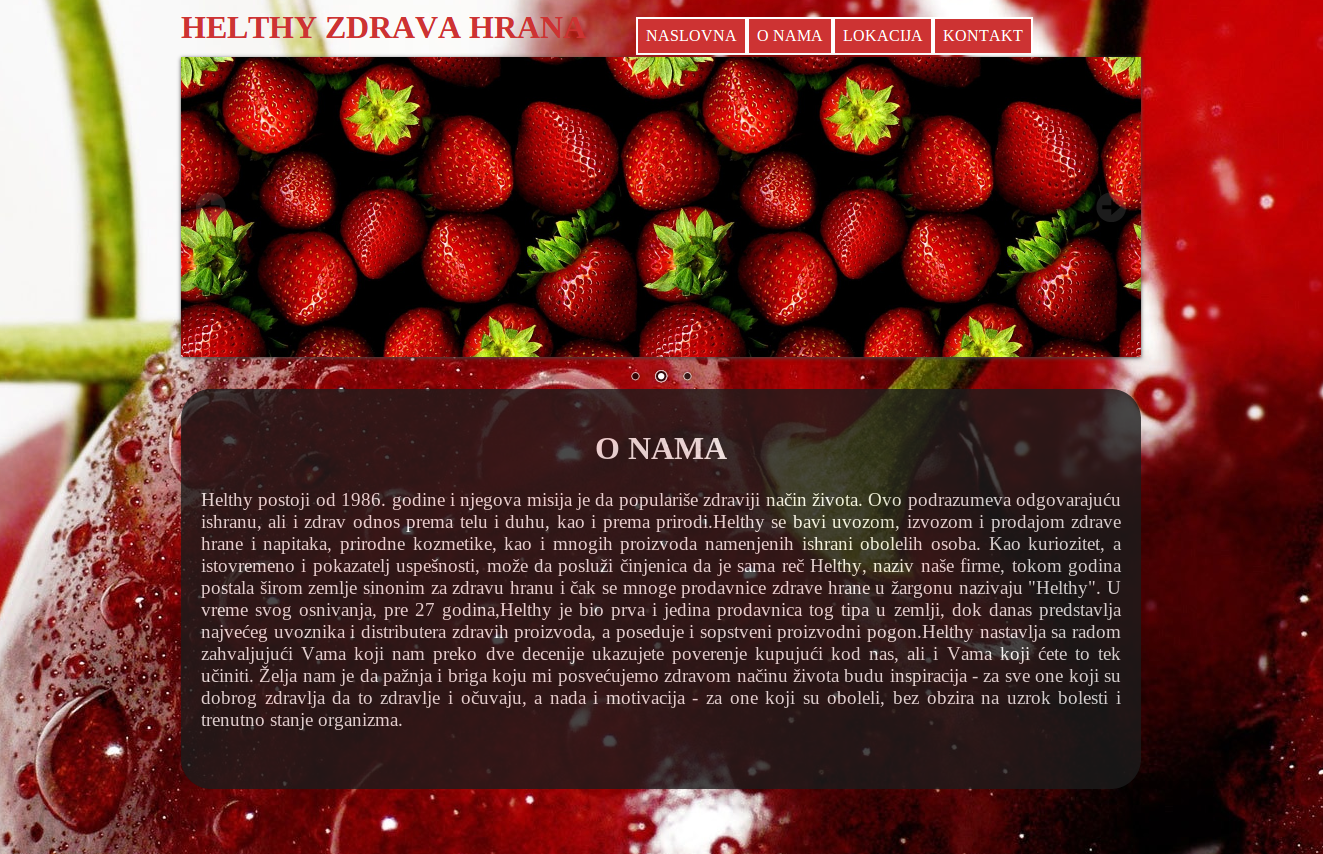 HELTHY ZDRAVA HRANA
NASLOVNA O NAMA LOKACIJA KONTAKT
O NAMA
Helthy postoji od 1986. godine i njegova misija je da populariše zdraviji način života. Ovo podrazumeva odgovarajuću
ishranu, ali i zdrav odnos prema telu i duhu, kao i prema prirodi.Helthy se bavi uvozom, izvozom i prodajom zdrave
hrane i napitaka, prirodne kozmetike, kao i mnogih proizvoda namenjenih ishrani obolelih osoba. Kao kuriozitet, a
istovremeno i pokazatelj uspešnosti, može da posluži činjenica da je sama reč Helthy, naziv naše firme, tokom godina
postala širom zemlje sinonim za zdravu hranu i čak se mnoge prodavnice zdrave hrane u žargonu nazivaju "Helthy". U
vreme svog osnivanja, pre 27 godina,Helthy je bio prva i jedina prodavnica tog tipa u zemlji, dok danas predstavlja
najvećeg uvoznika i distributera zdravih proizvoda, a poseduje i sopstveni proizvodni pogon.Helthy nastavlja sa radom
zahvaljujući Vama koji nam preko dve decenije ukazujete poverenje kupujući kod nas, ali i Vama koji ćete to tek
učiniti. Želja nam je da pažnja i briga koju mi posvećujemo zdravom načinu života budu inspiracija - za sve one koji su
dobrog zdravlja da to zdravlje i očuvaju, a nada i motivacija - za one koji su oboleli, bez obzira na uzrok bolesti i
trenutno stanje organizma.